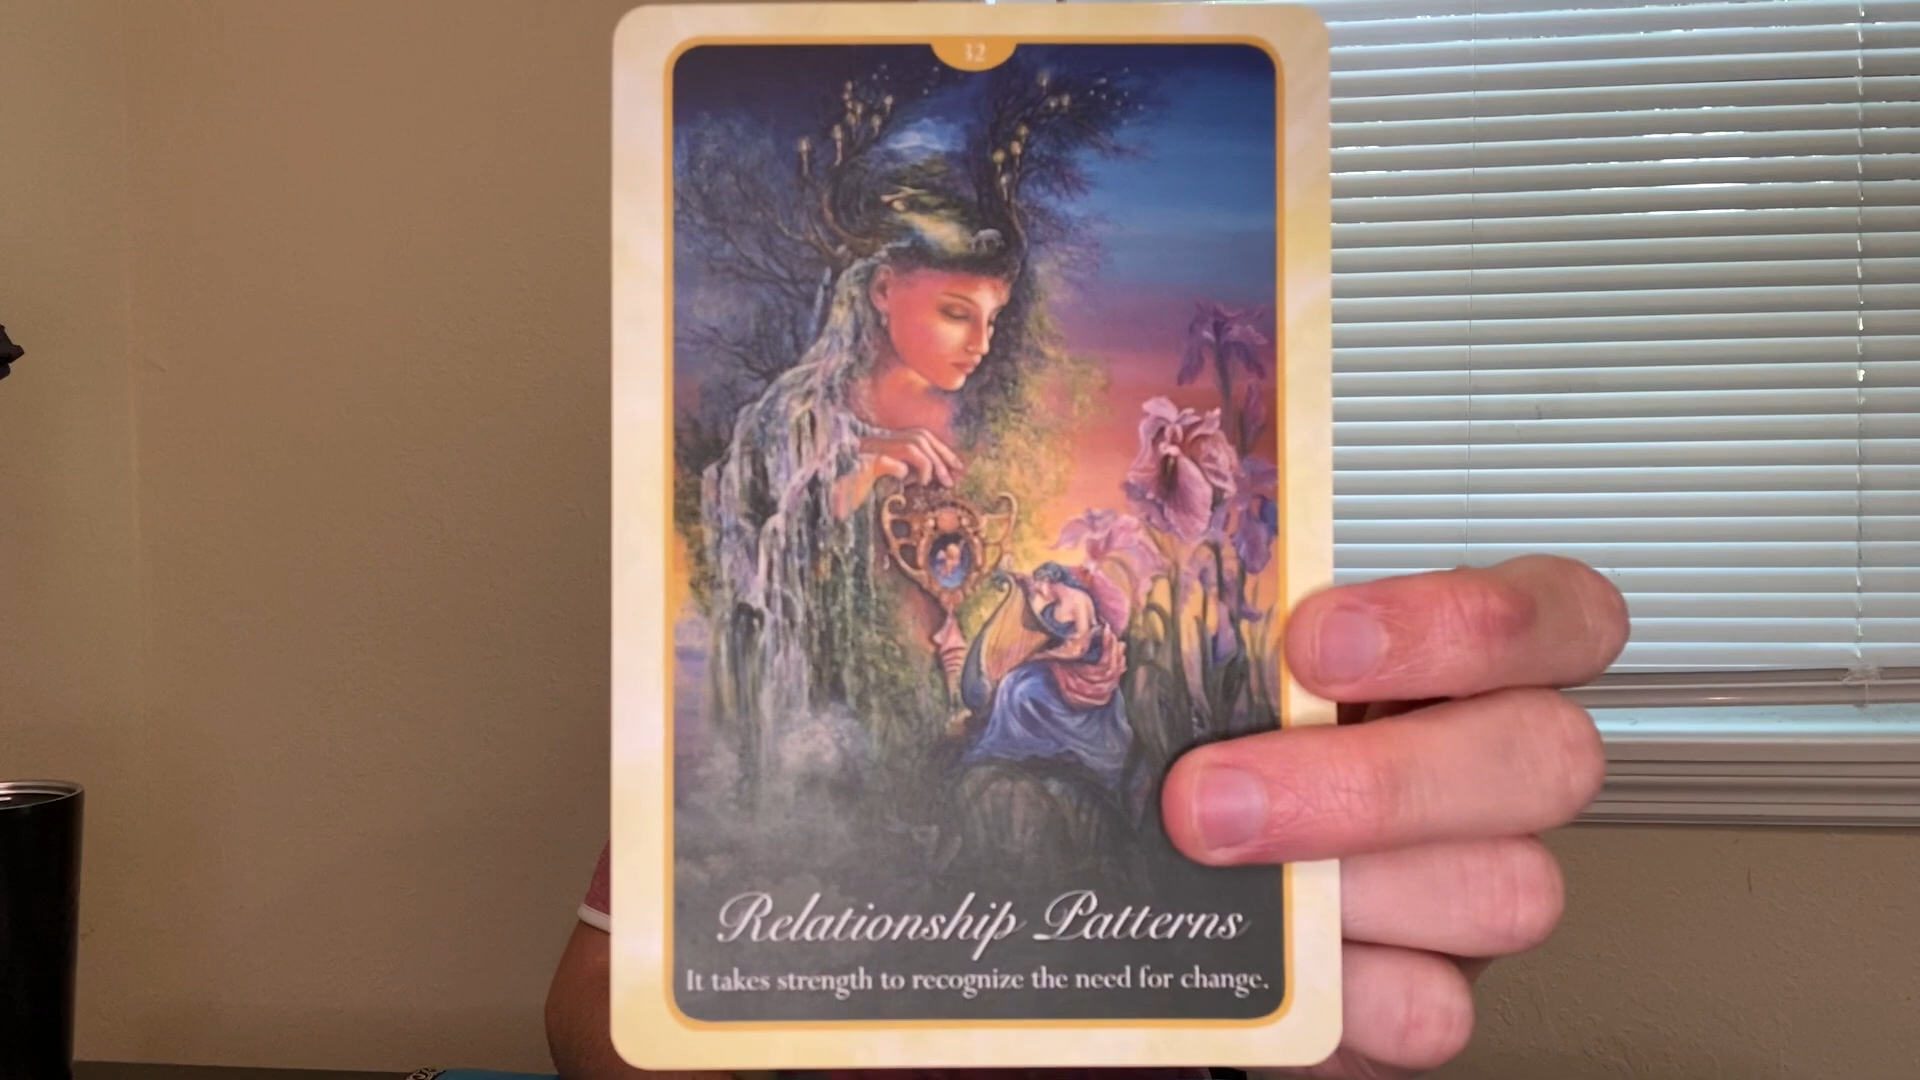 32
Relationship Patterns
It takes strength to recognize the need for change.